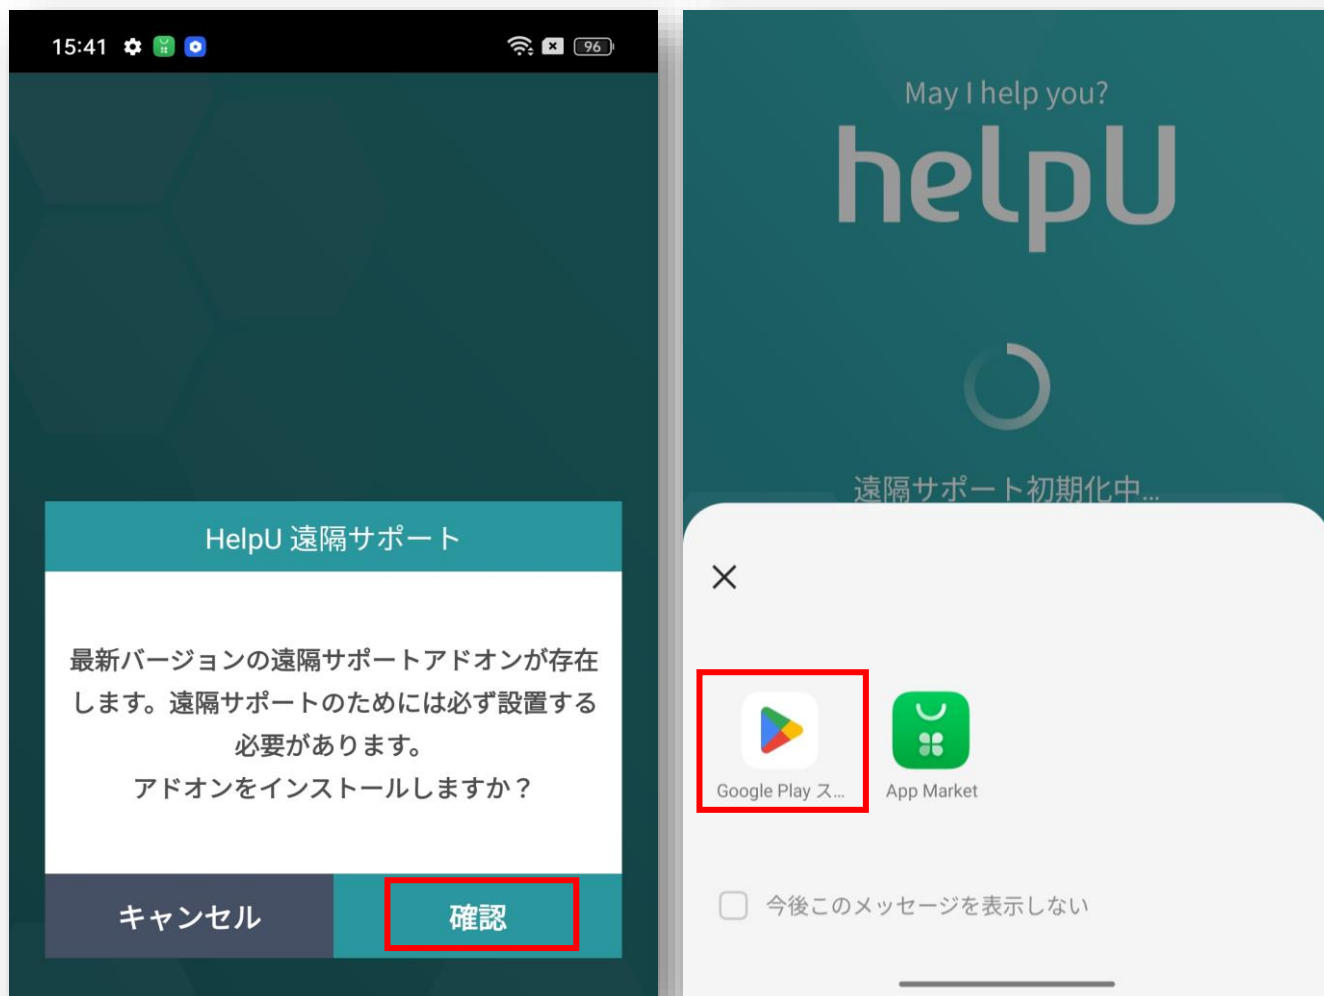 15:41
96
HelpU 遠隔サポート
最新バージョンの遠隔サポートアドオンが存在
します。遠隔サポートのためには必ず設置する
必要があります。
アドオンをインストールしますか？
キャンセル
確認
May I help you?
helpU
遠隔サポート初期化中...
Google Play ス...
App Market
今後このメッセージを表示しない